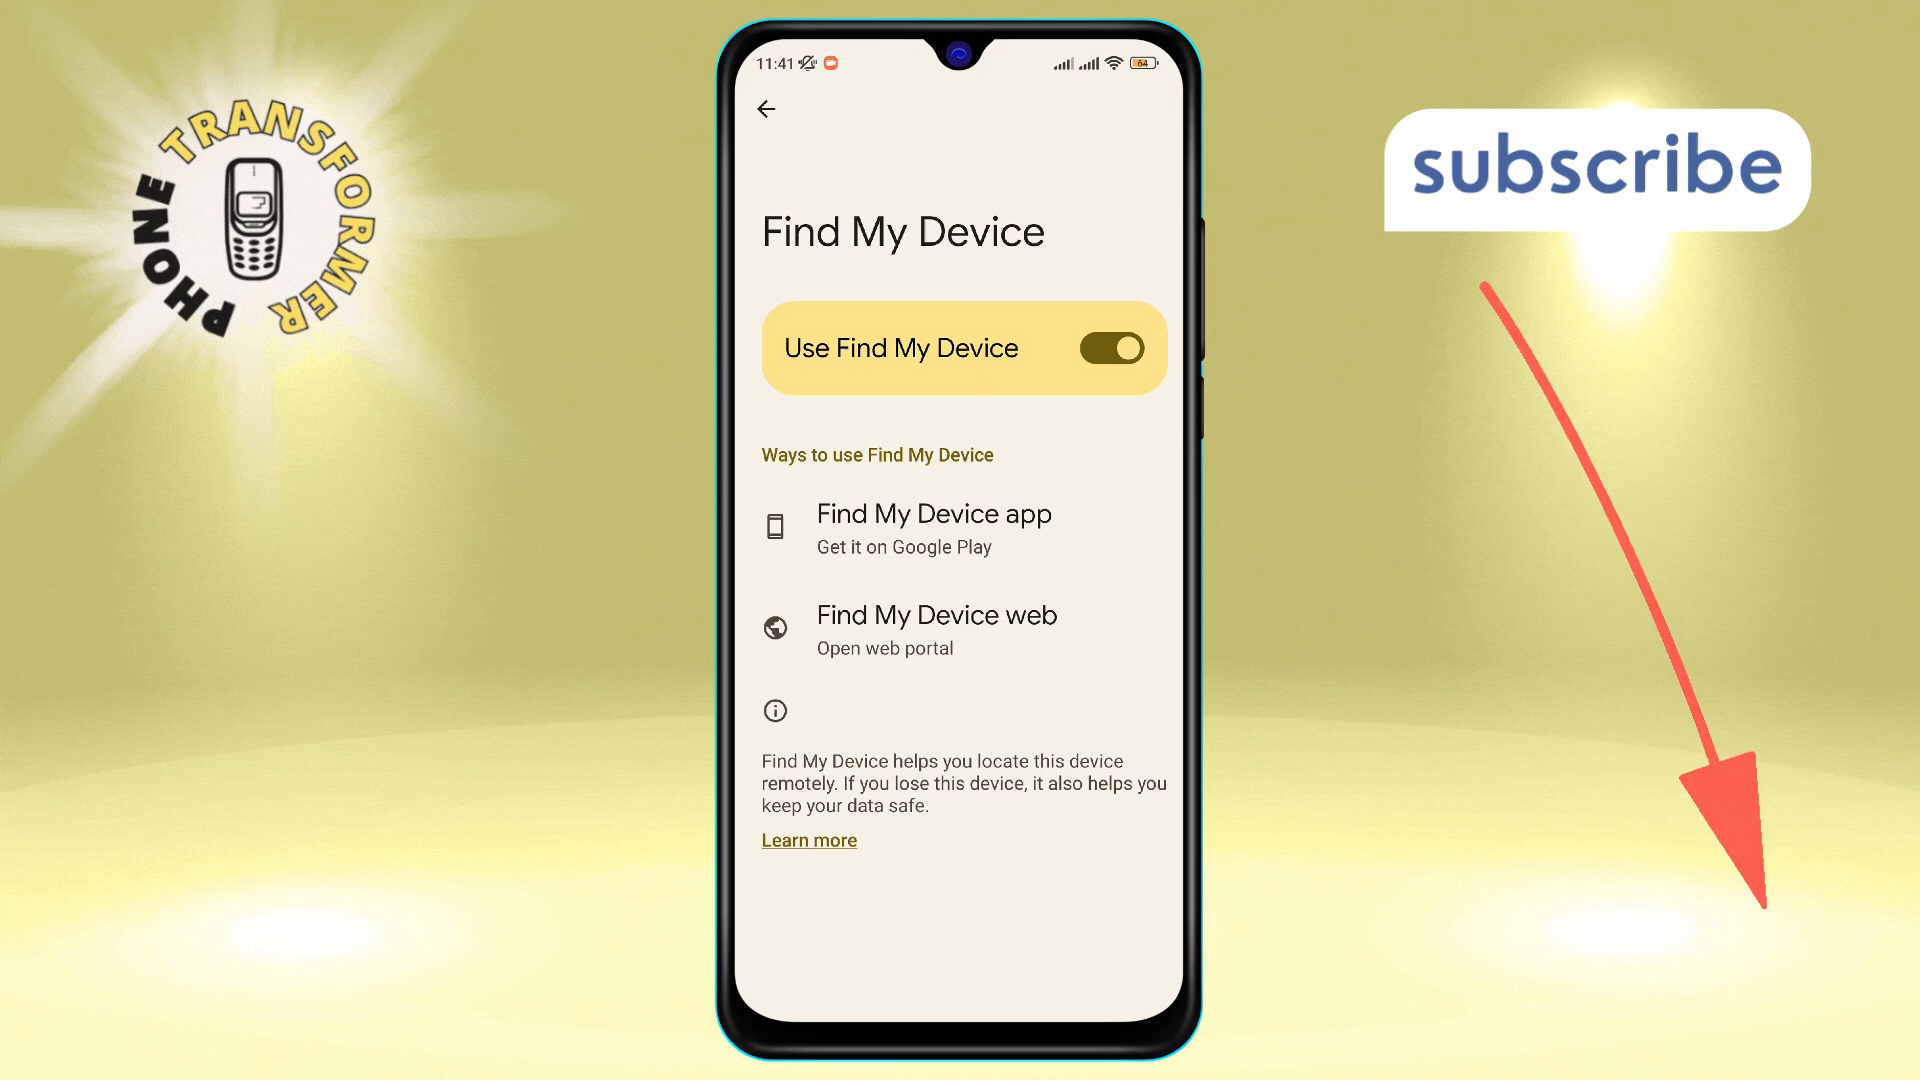 PHONE TRANSFORMER
subscribe
11:41
64
Find My Device
Use Find My Device
Ways to use Find My Device
Find My Device app
Get it on Google Play
Find My Device web
Open web portal
Find My Device helps you locate this device
remotely. If you lose this device, it also helps you
keep your data safe.
Learn more